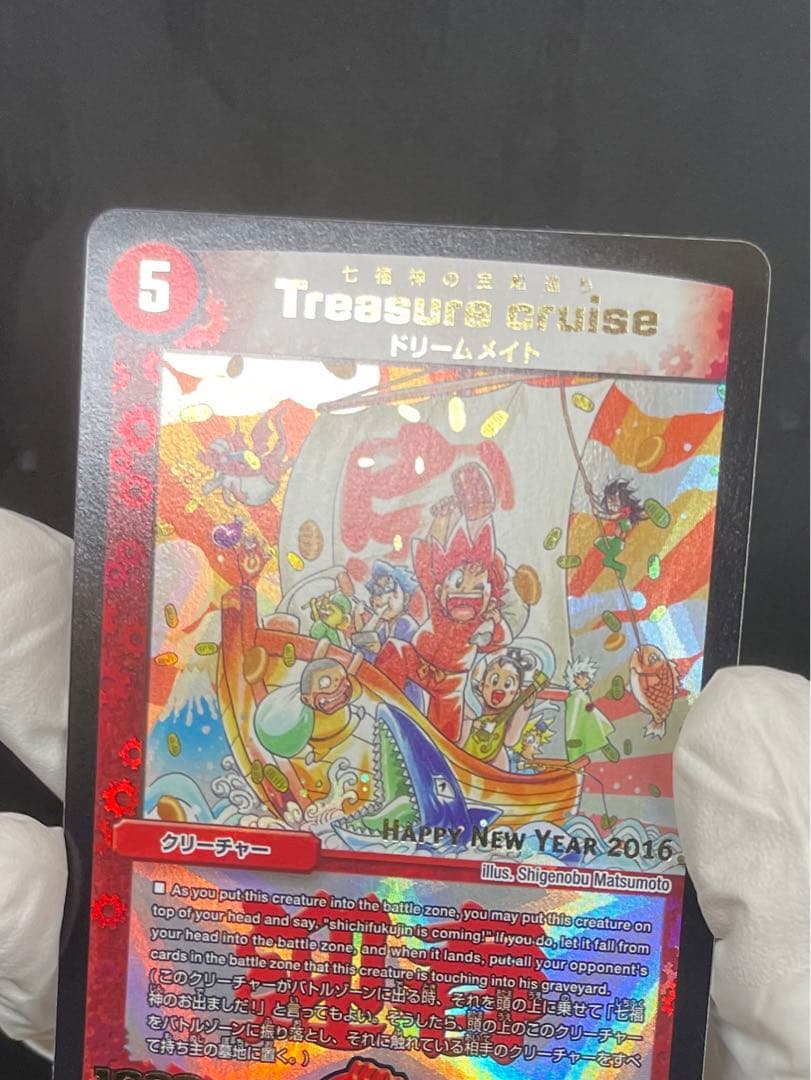 5
七福神の宝船巡り
Treasure cruise
ドリームメイト
HAPPY NEW YEAR 2016
クリーチャー
illus. Shigenobu Matsumoto
■ As you put this creature into the battle zone, you may put this creature on
top of your head and say, "shichifukujin is coming!" If you do, let it fall from
your head into the battle zone, and when it lands, put all your opponent's
cards in the battle zone that this creature is touching into his graveyard.
(このクリーチャーがバトルゾーンに出る時、それを頭の上に乗せて「七福
神のお出ましだ!」と言ってもよい。そうしたら、頭の上のこのクリーチャー
をバトルゾーンに振り落とし、それに触れている相手のクリーチャーをすべ
て持ち主の墓地に置く。)